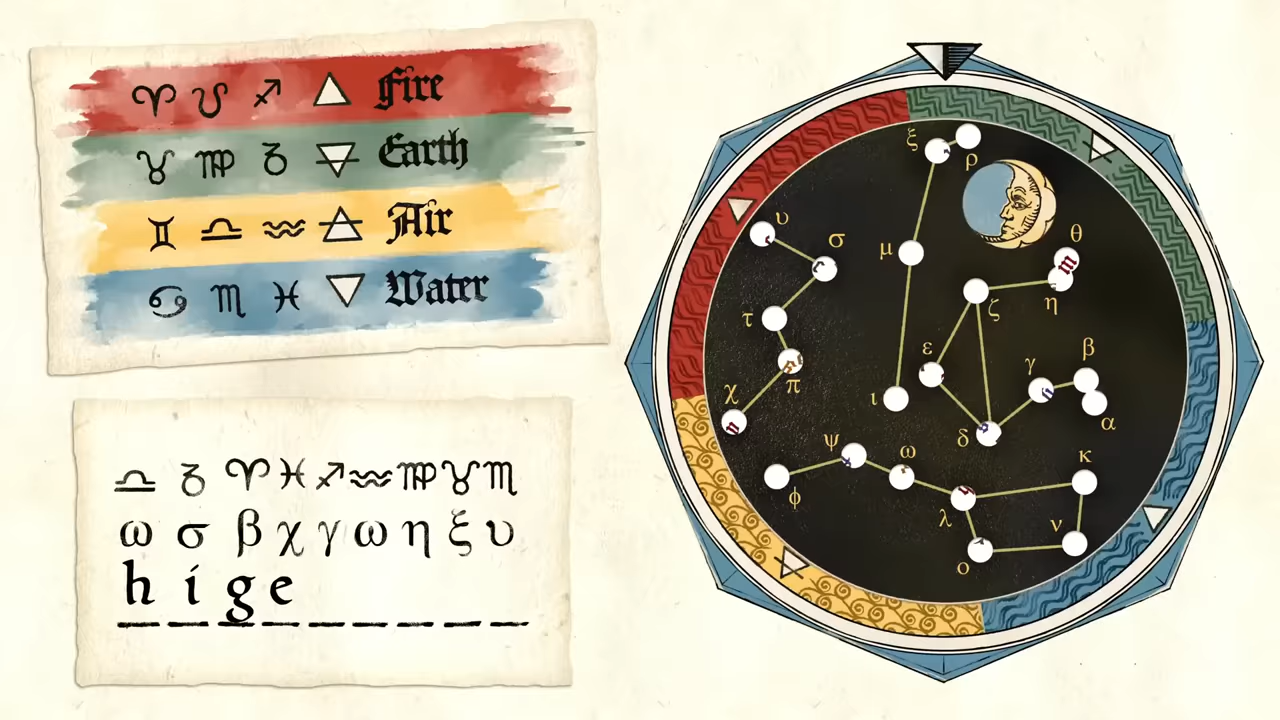 ♈ ♉ ♐ 🜂 Fire
♉ ♍ ♑ 🜃 Earth
♊ ♎ ♒ 🜁 Air
♋ ♏ ♓ 🜄 Water
♎ ♑ ♈ ♓ ♐ ♒ ♍ ♉ ♏
ω σ β χ γ ω η ξ υ
h i g e
ξ
ρ
υ
σ
μ
θ
ζ
η
τ
ε
β
γ
π
χ
ι
α
δ
ψ
ω
κ
ϕ
λ
ν
ο